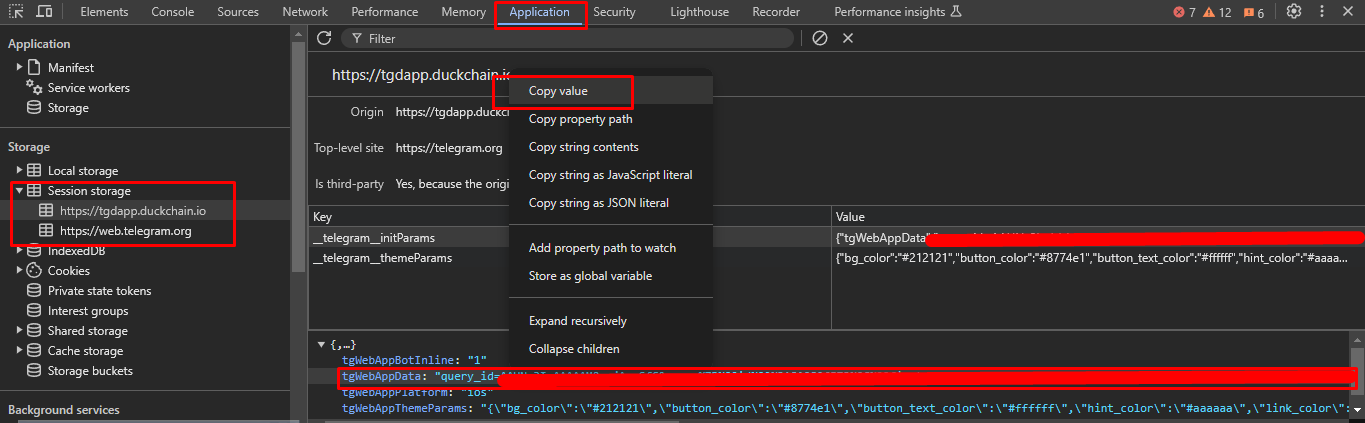 Elements Console Sources Network Performance Memory Application Security Lighthouse Recorder Performance insights 7 12 6
Application
Manifest
Service workers
Storage
Storage
Local storage
Session storage
https://tgdapp.duckchain.io
https://web.telegram.org
IndexedDB
Cookies
Private state tokens
Interest groups
Shared storage
Cache storage
Storage buckets
Background services
Filter
https://tgdapp.duckchain.io
Origin https://tgdapp.duckch
Top-level site https://telegram.org
Is third-party Yes, because the origi
Key Value
__telegram__initParams {"tgWebAppData"
__telegram__themeParams {"bg_color":"#212121","button_color":"#8774e1","button_text_color":"#ffffff","hint_color":"#aaaa...
Copy value
Copy property path
Copy string contents
Copy string as JavaScript literal
Copy string as JSON literal
Add property path to watch
Store as global variable
Expand recursively
Collapse children
{,…}
tgWebAppBotInline: "1"
tgWebAppData: "query_id=
tgWebAppPlatform: "ios"
tgWebAppThemeParams: "{\"bg_color\":\"#212121\",\"button_color\":\"#8774e1\",\"button_text_color\":\"#ffffff\",\"hint_color\":\"#aaaaaa\",\"link_color\":